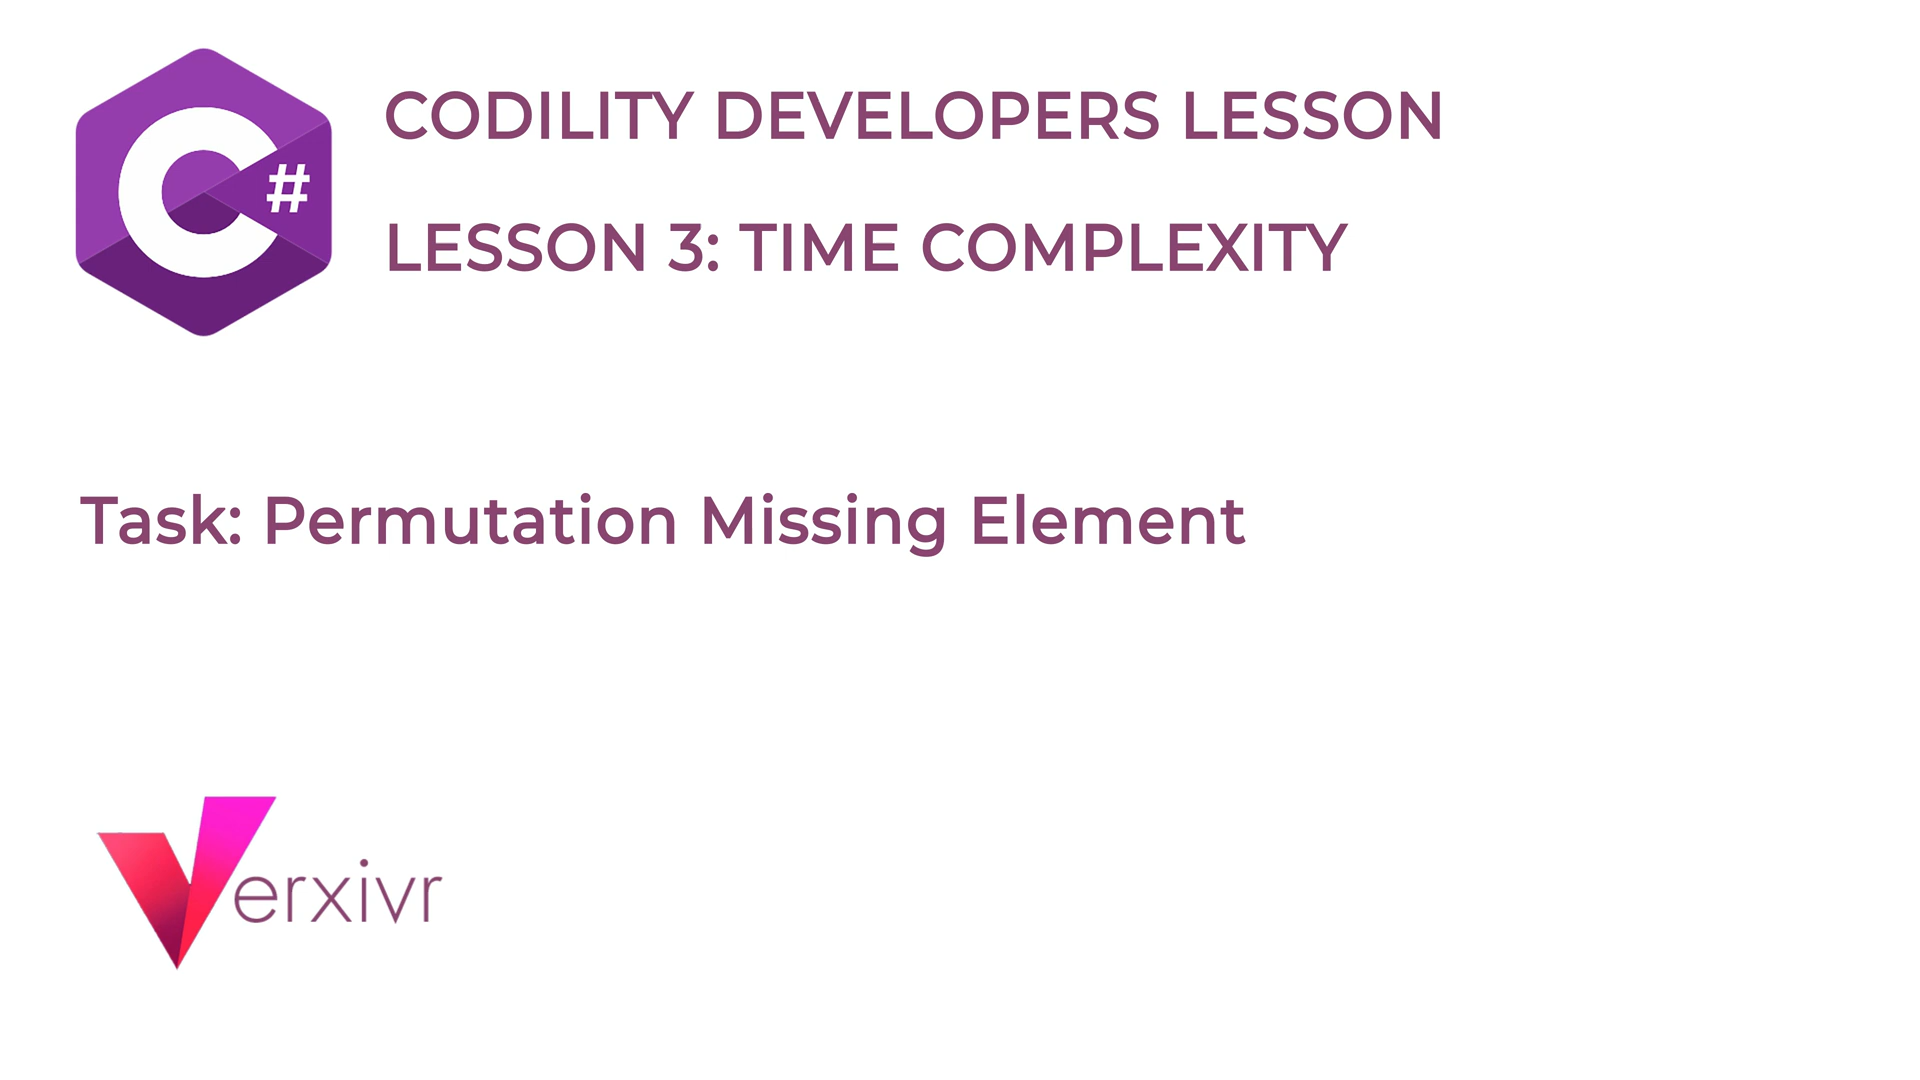 C#
CODILITY DEVELOPERS LESSON
LESSON 3: TIME COMPLEXITY
Task: Permutation Missing Element
Verxivr